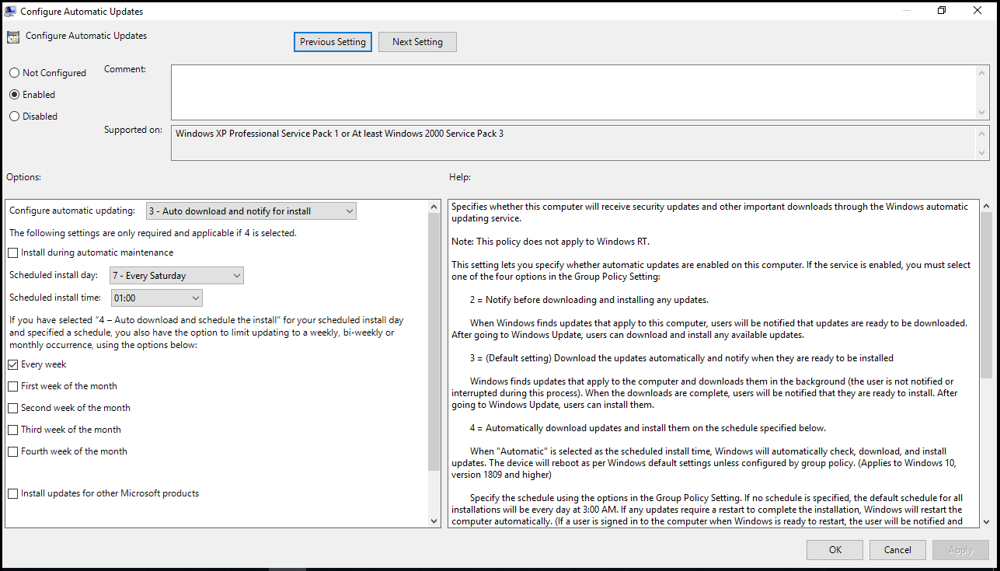 Configure Automatic Updates
Configure Automatic Updates
Previous Setting
Next Setting
Not Configured
Enabled
Disabled
Comment:
Supported on:
Windows XP Professional Service Pack 1 or At least Windows 2000 Service Pack 3
Options:
Configure automatic updating:
3 - Auto download and notify for install
The following settings are only required and applicable if 4 is selected.
Install during automatic maintenance
Scheduled install day:
7 - Every Saturday
Scheduled install time:
01:00
If you have selected “4 – Auto download and schedule the install” for your scheduled install day
and specified a schedule, you also have the option to limit updating to a weekly, bi-weekly or
monthly occurrence, using the options below:
Every week
First week of the month
Second week of the month
Third week of the month
Fourth week of the month
Install updates for other Microsoft products
Help:
Specifies whether this computer will receive security updates and other important downloads through the Windows automatic
updating service.
Note: This policy does not apply to Windows RT.
This setting lets you specify whether automatic updates are enabled on this computer. If the service is enabled, you must select
one of the four options in the Group Policy Setting:
2 = Notify before downloading and installing any updates.
When Windows finds updates that apply to this computer, users will be notified that updates are ready to be downloaded.
After going to Windows Update, users can download and install any available updates.
3 = (Default setting) Download the updates automatically and notify when they are ready to be installed
Windows finds updates that apply to the computer and downloads them in the background (the user is not notified or
interrupted during this process). When the downloads are complete, users will be notified that they are ready to install. After
going to Windows Update, users can install them.
4 = Automatically download updates and install them on the schedule specified below.
When "Automatic" is selected as the scheduled install time, Windows will automatically check, download, and install
updates. The device will reboot as per Windows default settings unless configured by group policy. (Applies to Windows 10,
version 1809 and higher)
Specify the schedule using the options in the Group Policy Setting. If no schedule is specified, the default schedule for all
installations will be every day at 3:00 AM. If any updates require a restart to complete the installation, Windows will restart the
computer automatically. (If a user is signed in to the computer when Windows is ready to restart, the user will be notified and
OK
Cancel
Apply